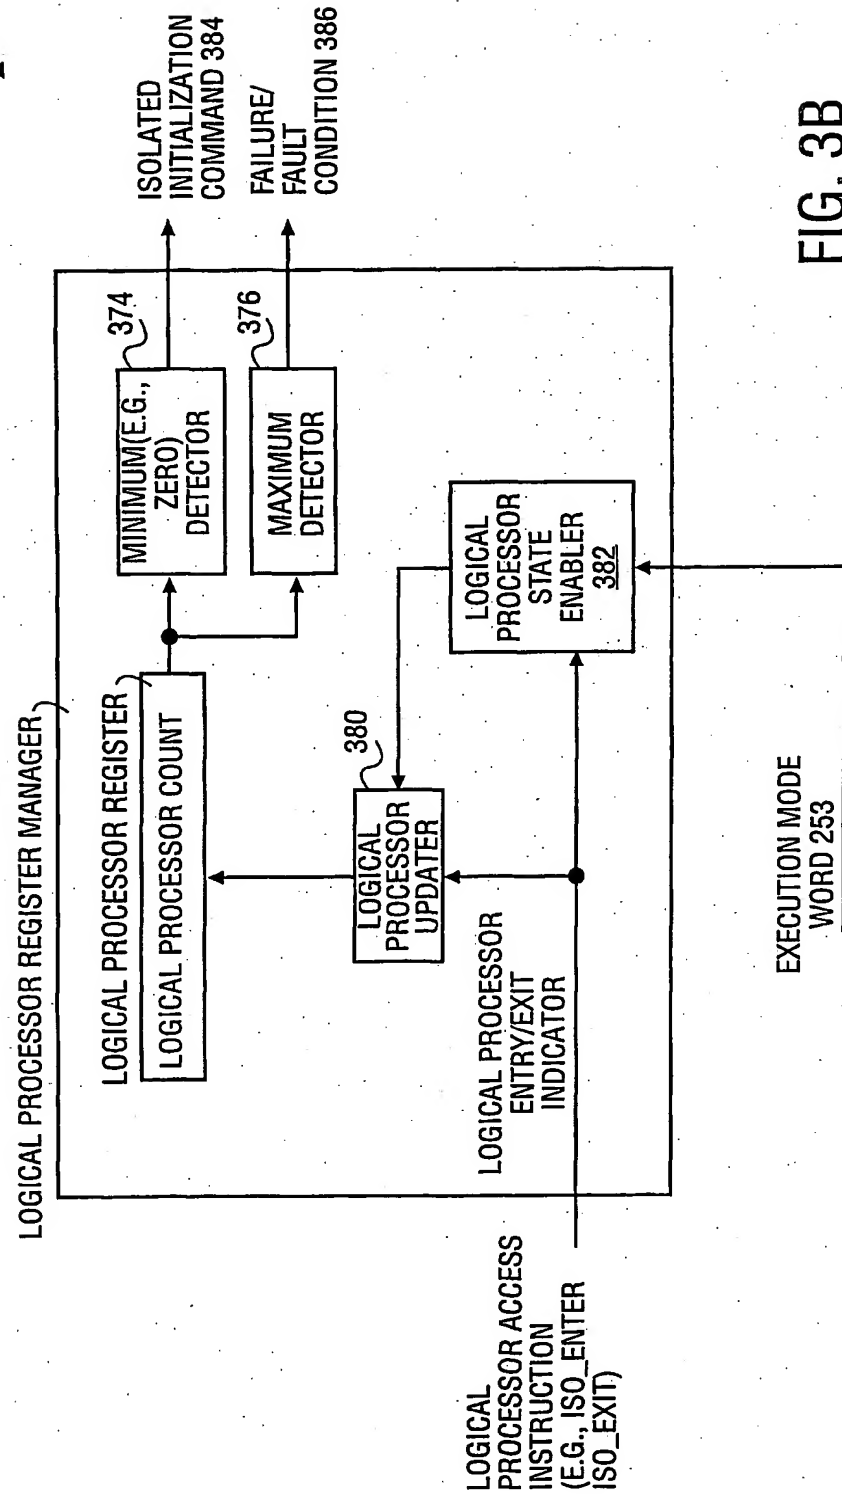 LOGICAL PROCESSOR REGISTER MANAGER
LOGICAL PROCESSOR REGISTER
LOGICAL PROCESSOR COUNT
MINIMUM(E.G.,
ZERO)
DETECTOR
374
ISOLATED
INITIALIZATION
COMMAND 384
MAXIMUM
DETECTOR
376
FAILURE/
FAULT
CONDITION 386
LOGICAL
PROCESSOR
UPDATER
380
LOGICAL
PROCESSOR
STATE
ENABLER
382
LOGICAL PROCESSOR
ENTRY/EXIT
INDICATOR
LOGICAL
PROCESSOR ACCESS
INSTRUCTION
(E.G., ISO_ENTER
ISO_EXIT)
EXECUTION MODE
WORD 253
FIG. 3B